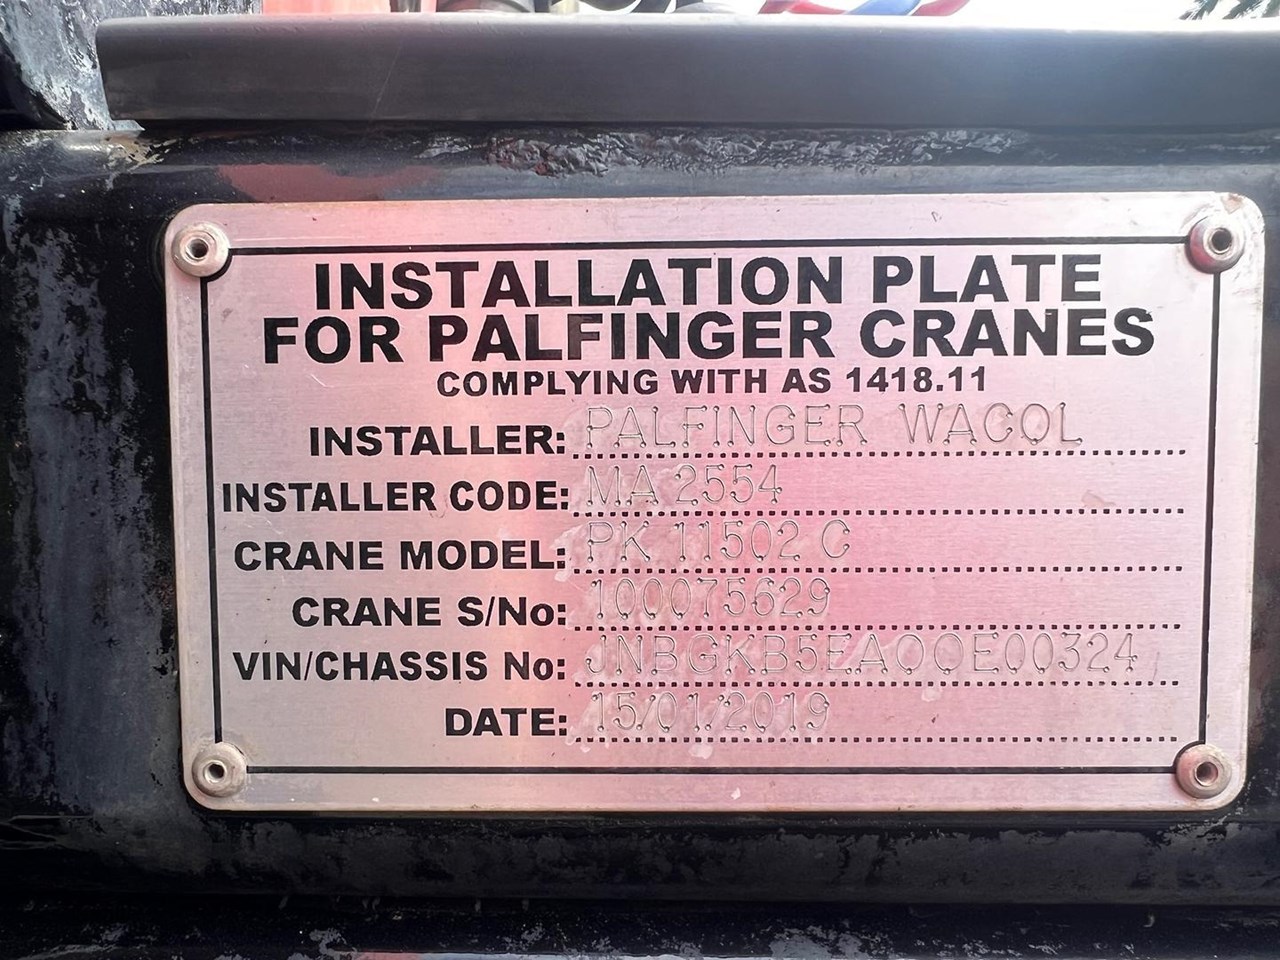 INSTALLATION PLATE
FOR PALFINGER CRANES
COMPLYING WITH AS 1418.11
INSTALLER: PALFINGER WACOL
INSTALLER CODE: MA 2554
CRANE MODEL: PK 11502 C
CRANE S/No: 100075629
VIN/CHASSIS No: JNBGKB5EA00E00324
DATE: 15/01/2019